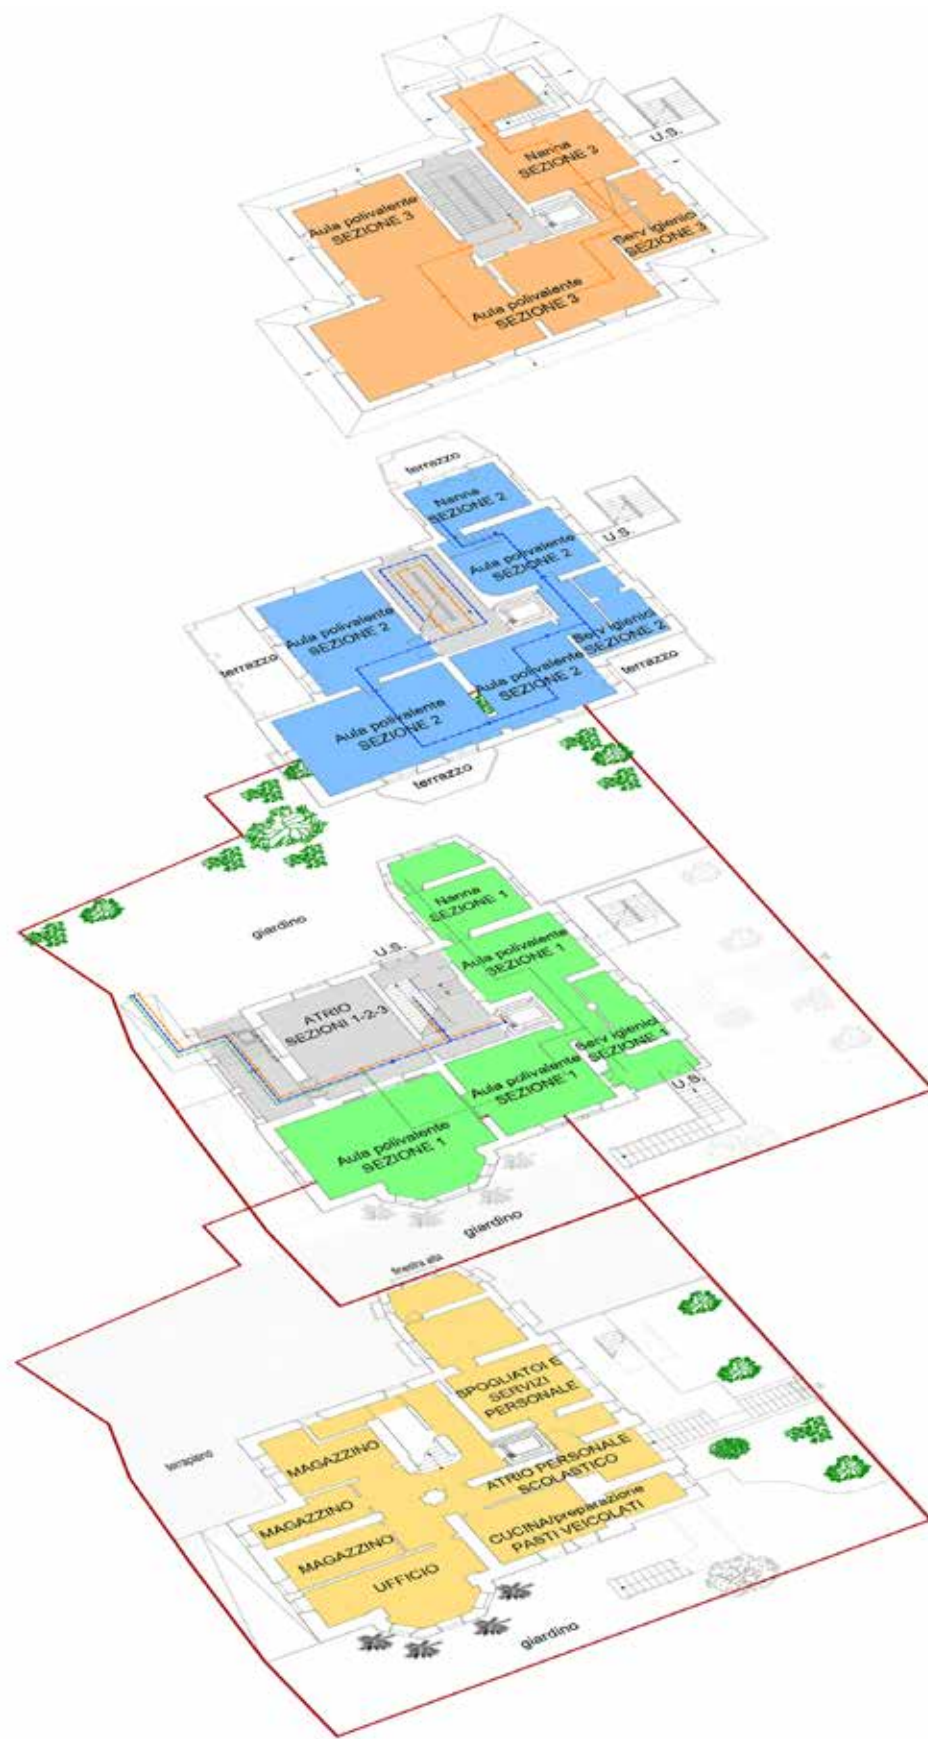 U.S.
Nanna
SEZIONE 3
Aula polivalente
SEZIONE 3
Serv igienici
SEZIONE 3
Aula polivalente
SEZIONE 3
terrazzo
Nanna
SEZIONE 2
U.S.
Aula polivalente
SEZIONE 2
Aula polivalente
SEZIONE 2
Serv igienici
SEZIONE 2
terrazzo
terrazzo
Aula polivalente
SEZIONE 2
Aula polivalente
SEZIONE 2
terrazzo
Nanna
SEZIONE 1
giardino
U.S.
Aula polivalente
SEZIONE 1
ATRIO
SEZIONI 1-2-3
Serv igienici
SEZIONE 1
Aula polivalente
SEZIONE 1
U.S.
Aula polivalente
SEZIONE 1
giardino
finestra alta
SPOGLIATOI E
SERVIZI
PERSONALE
MAGAZZINO
terrapieno
ATRIO PERSONALE
SCOLASTICO
MAGAZZINO
CUCINA/preparazione
PASTI VEICOLATI
MAGAZZINO
UFFICIO
giardino